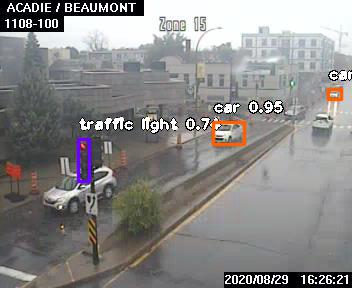 ACADIE / BEAUMONT
1108-100
Zone 15
car
car 0.95
traffic light 0.7
2020/08/29 16:26:21